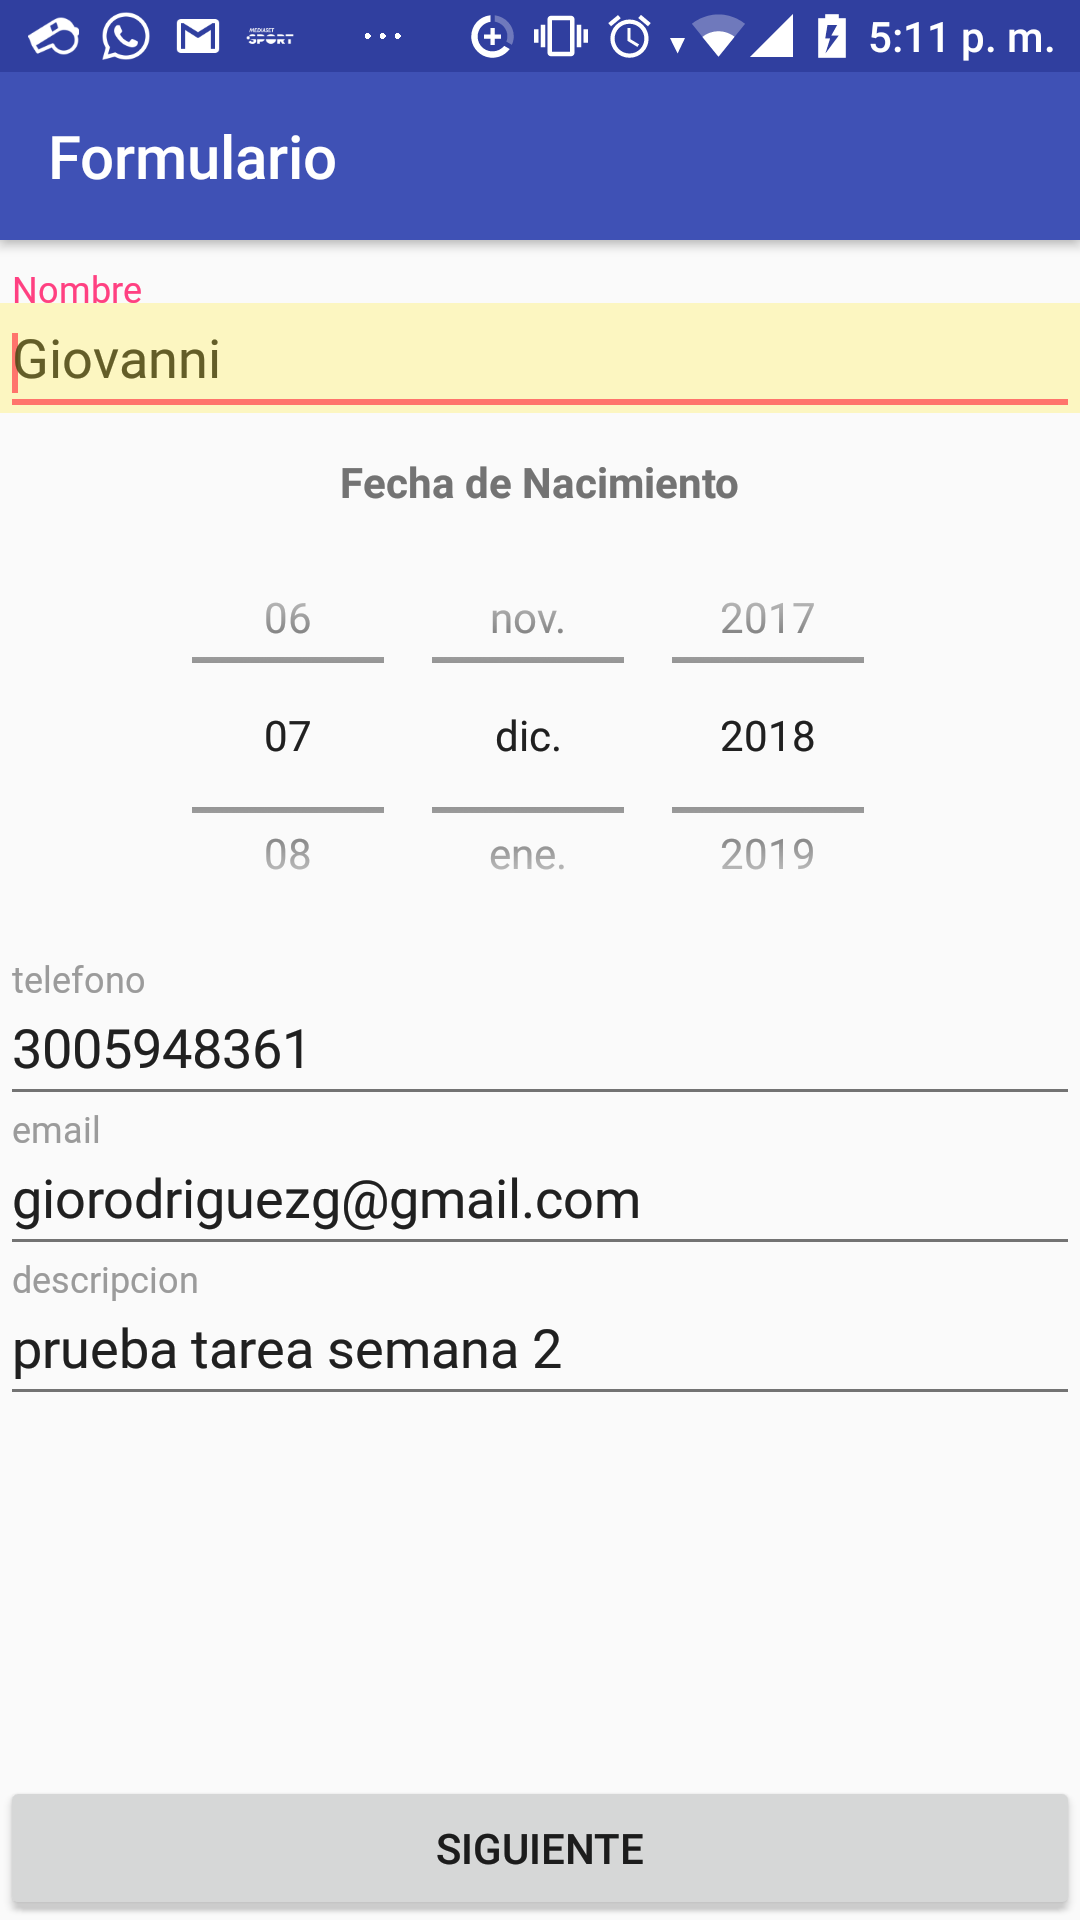 MEDIASET
SPORT
5:11 p. m.
Formulario
Nombre
Giovanni
Fecha de Nacimiento
06 nov. 2017
07 dic. 2018
08 ene. 2019
telefono
3005948361
email
giorodriguezg@gmail.com
descripcion
prueba tarea semana 2
SIGUIENTE